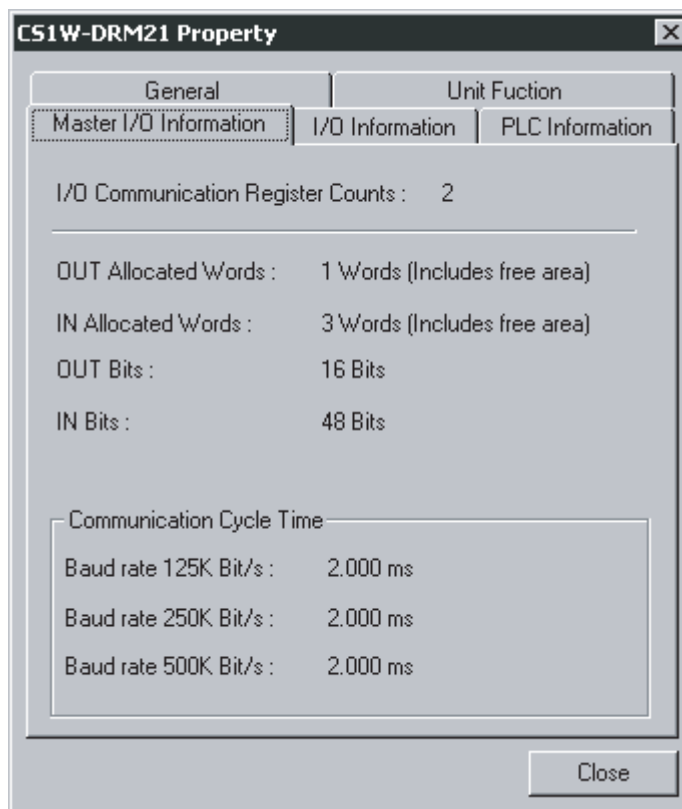 CS1W-DRM21 Property
General Unit Fuction
Master I/O Information I/O Information PLC Information
I/O Communication Register Counts : 2
OUT Allocated Words : 1 Words (Includes free area)
IN Allocated Words : 3 Words (Includes free area)
OUT Bits : 16 Bits
IN Bits : 48 Bits
Communication Cycle Time
Baud rate 125K Bit/s : 2.000 ms
Baud rate 250K Bit/s : 2.000 ms
Baud rate 500K Bit/s : 2.000 ms
Close